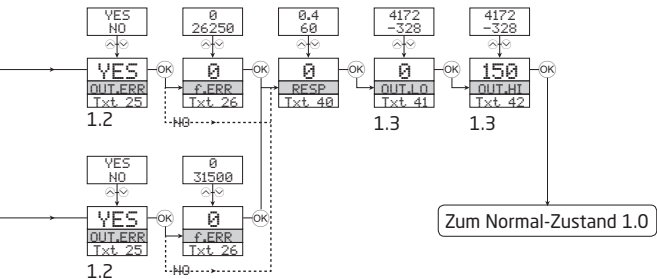 YES
NO
0
26250
0.4
60
4172
-328
4172
-328
YES
OUT.ERR
Txt 25
1.2
OK
0
f.ERR
Txt 26
OK
0
RESP
Txt 40
OK
0
OUT.LO
Txt 41
1.3
OK
150
OUT.HI
Txt 42
1.3
OK
NO
YES
NO
0
31500
YES
OUT.ERR
Txt 25
1.2
OK
0
f.ERR
Txt 26
OK
NO
Zum Normal-Zustand 1.0